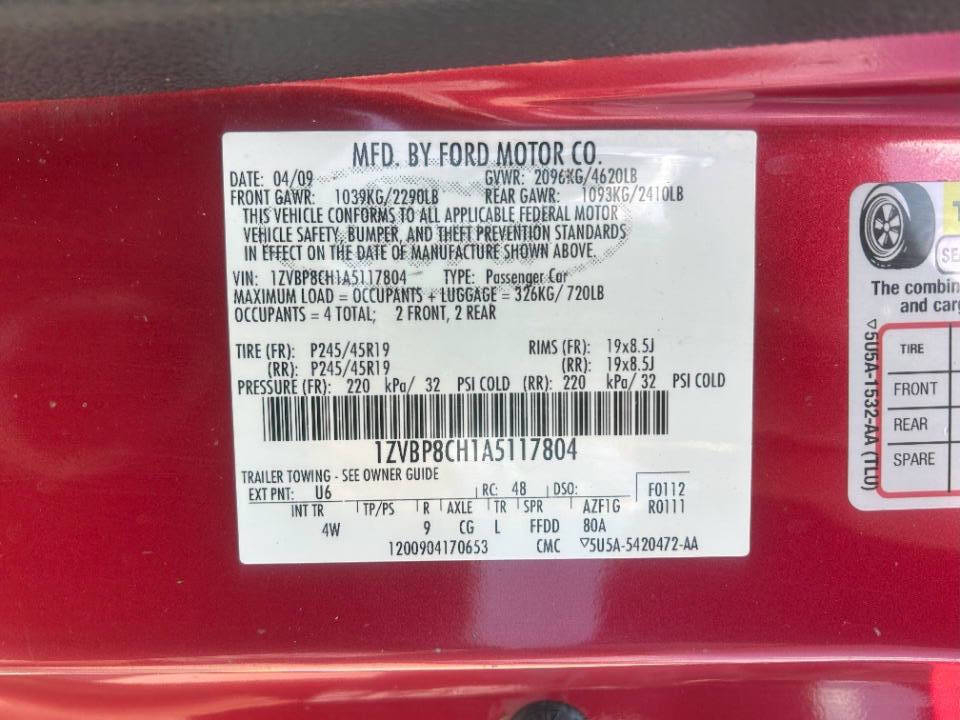 MFD. BY FORD MOTOR CO.
DATE: 04/09 GVWR: 2096KG/4620LB
FRONT GAWR: 1039KG/2290LB REAR GAWR: 1093KG/2410LB
THIS VEHICLE CONFORMS TO ALL APPLICABLE FEDERAL MOTOR
VEHICLE SAFETY, BUMPER, AND THEFT PREVENTION STANDARDS
IN EFFECT ON THE DATE OF MANUFACTURE SHOWN ABOVE.
VIN: 1ZVBP8CH1A5117804 TYPE: Passenger Car
MAXIMUM LOAD = OCCUPANTS + LUGGAGE = 326KG/ 720LB
OCCUPANTS = 4 TOTAL; 2 FRONT, 2 REAR
TIRE (FR): P245/45R19 RIMS (FR): 19x8.5J
(RR): P245/45R19 (RR): 19x8.5J
PRESSURE (FR): 220 kPa/ 32 PSI COLD (RR): 220 kPa/ 32 PSI COLD
1ZVBP8CH1A5117804
TRAILER TOWING - SEE OWNER GUIDE
EXT PNT: U6 RC: 48 DSO: F0112
INT TR TP/PS R AXLE TR SPR AZF1G R0111
4W 9 CG L FFDD 80A
1200904170653 CMC ▽5U5A-5420472-AA
The combin
and carg
TIRE
FRONT
REAR
SPARE
▽5U5A-1532-AA (TLU)